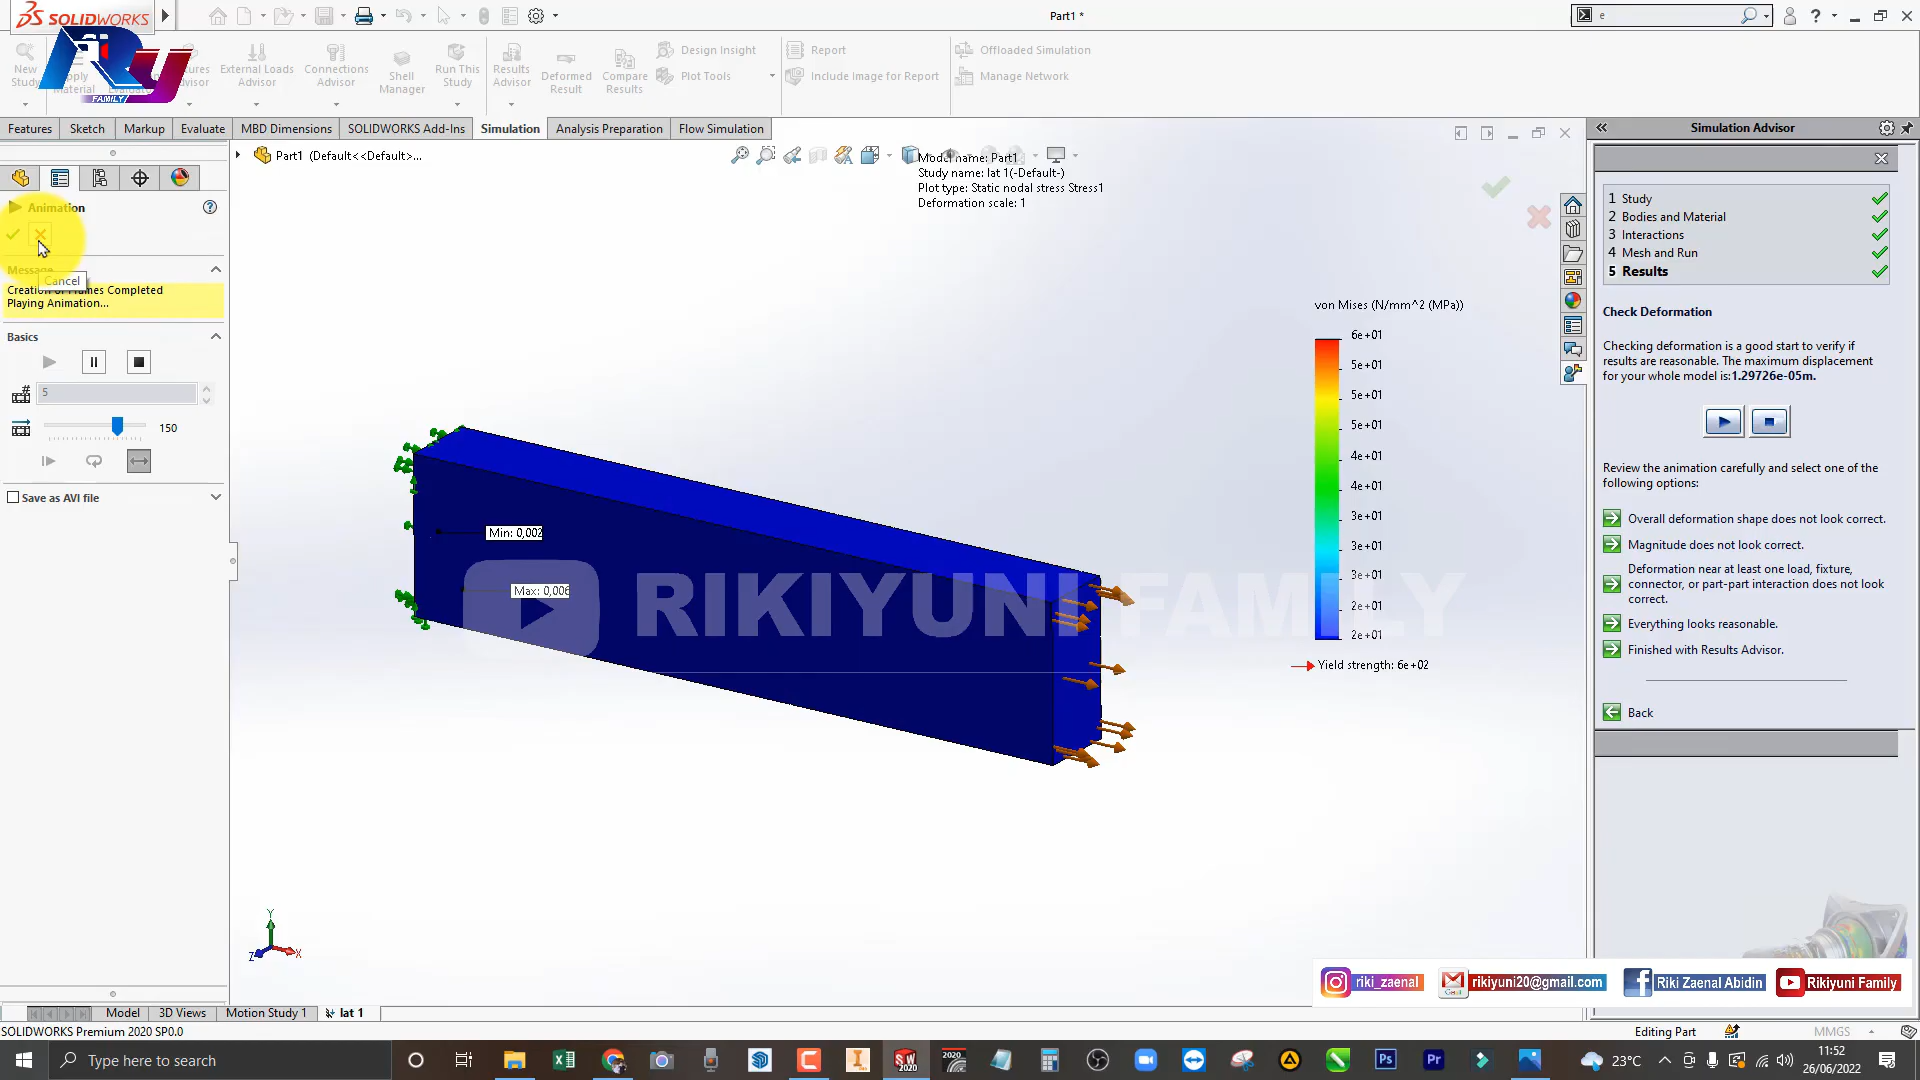 SOLIDWORKS
Part1 *
e
RY
FAMILY
New Study
External Loads Advisor
Connections Advisor
Shell Manager
Run This Study
Results Advisor
Deformed Result
Compare Results
Design Insight
Plot Tools
Report
Include Image for Report
Offloaded Simulation
Manage Network
Features
Sketch
Markup
Evaluate
MBD Dimensions
SOLIDWORKS Add-Ins
Simulation
Analysis Preparation
Flow Simulation
Simulation Advisor
Part1 (Default<<Default>...
Model name: Part1
Study name: lat 1(-Default-)
Plot type: Static nodal stress Stress1
Deformation scale: 1
Animation
Message
Cancel
Creation of Frames Completed
Playing Animation...
Basics
5
150
Save as AVI file
Min: 0,002
Max: 0,006
RIKIYUNI FAMILY
von Mises (N/mm^2 (MPa))
6e+01
5e+01
5e+01
5e+01
4e+01
4e+01
3e+01
3e+01
3e+01
2e+01
2e+01
Yield strength: 6e+02
1 Study
2 Bodies and Material
3 Interactions
4 Mesh and Run
5 Results
Check Deformation
Checking deformation is a good start to verify if
results are reasonable. The maximum displacement
for your whole model is:1.29726e-05m.
Review the animation carefully and select one of the
following options:
Overall deformation shape does not look correct.
Magnitude does not look correct.
Deformation near at least one load, fixture,
connector, or part-part interaction does not look
correct.
Everything looks reasonable.
Finished with Results Advisor.
Back
Y
Z
X
riki_zaenal
rikiyuni20@gmail.com
Riki Zaenal Abidin
Rikiyuni Family
Model
3D Views
Motion Study 1
lat 1
SOLIDWORKS Premium 2020 SP0.0
Editing Part
MMGS
Type here to search
23°C
11:52
26/06/2022